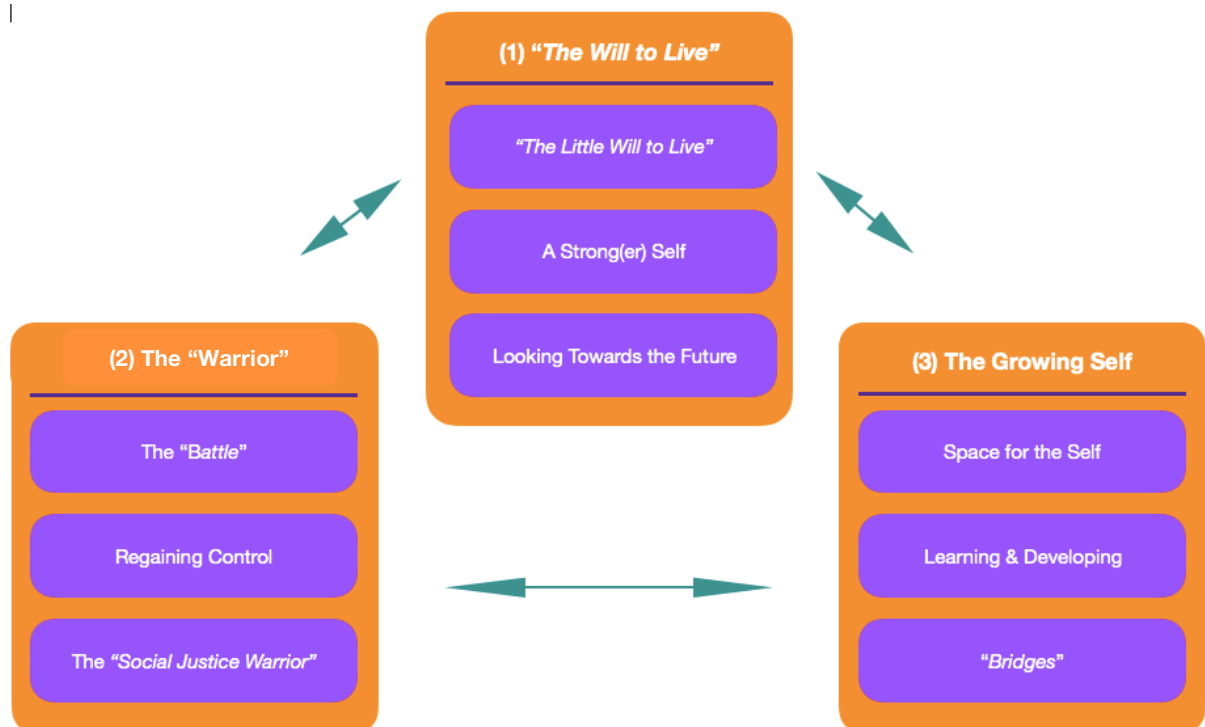 (1) “The Will to Live”
“The Little Will to Live”
A Strong(er) Self
Looking Towards the Future
(2) The “Warrior”
The “Battle”
Regaining Control
The “Social Justice Warrior”
(3) The Growing Self
Space for the Self
Learning & Developing
“Bridges”